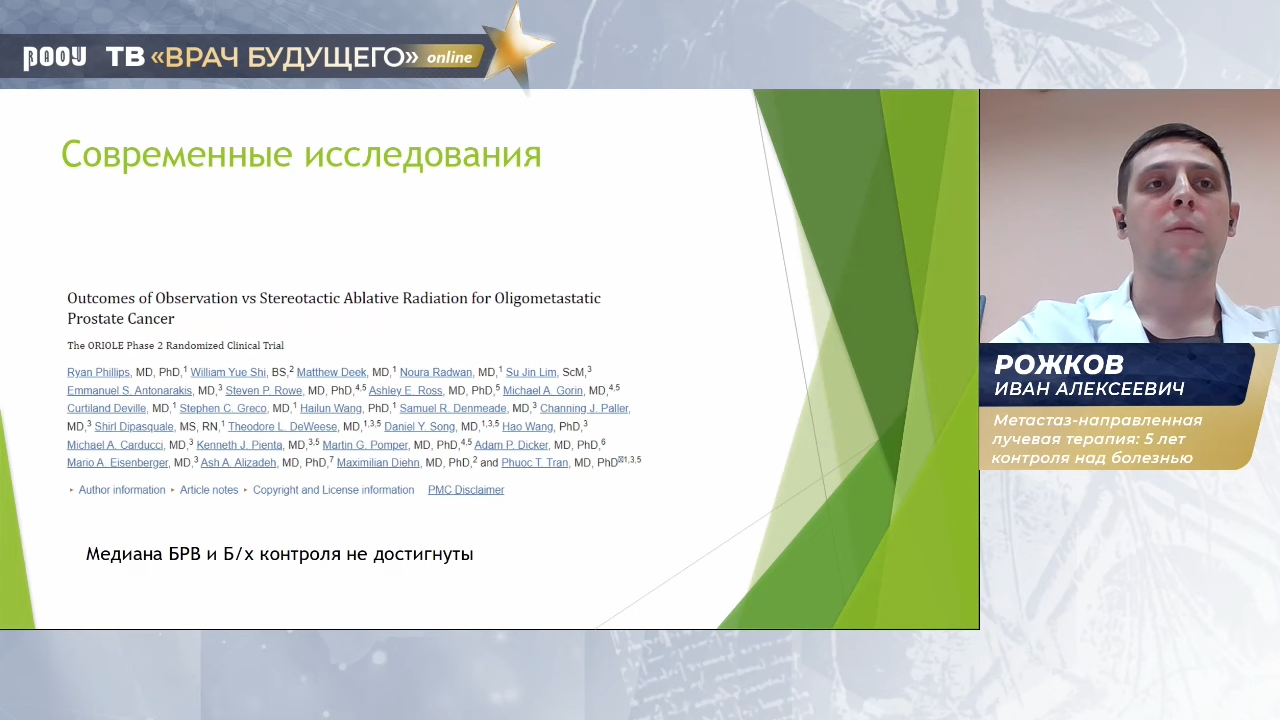 РООУ ТВ «ВРАЧ БУДУЩЕГО» online
Современные исследования
Outcomes of Observation vs Stereotactic Ablative Radiation for Oligometastatic
Prostate Cancer
The ORIOLE Phase 2 Randomized Clinical Trial
Ryan Phillips, MD, PhD,1 William Yue Shi, BS,2 Matthew Deek, MD,1 Noura Radwan, MD,1 Su Jin Lim, ScM,3
Emmanuel S. Antonarakis, MD,3 Steven P. Rowe, MD, PhD,4,5 Ashley E. Ross, MD, PhD,5 Michael A. Gorin, MD,4,5
Curtiland Deville, MD,1 Stephen C. Greco, MD,1 Hailun Wang, PhD,1 Samuel R. Denmeade, MD,3 Channing J. Paller,
MD,3 Shirl Dipasquale, MS, RN,1 Theodore L. DeWeese, MD,1,3,5 Daniel Y. Song, MD,1,3,5 Hao Wang, PhD,3
Michael A. Carducci, MD,3 Kenneth J. Pienta, MD,3,5 Martin G. Pomper, MD, PhD,4,5 Adam P. Dicker, MD, PhD,6
Mario A. Eisenberger, MD,3 Ash A. Alizadeh, MD, PhD,7 Maximilian Diehn, MD, PhD,2 and Phuoc T. Tran, MD, PhD✉1,3,5
▸ Author information ▸ Article notes ▸ Copyright and License information PMC Disclaimer
Медиана БРВ и Б/х контроля не достигнуты
РОЖКОВ
ИВАН АЛЕКСЕЕВИЧ
Метастаз-направленная
лучевая терапия: 5 лет
контроля над болезнью